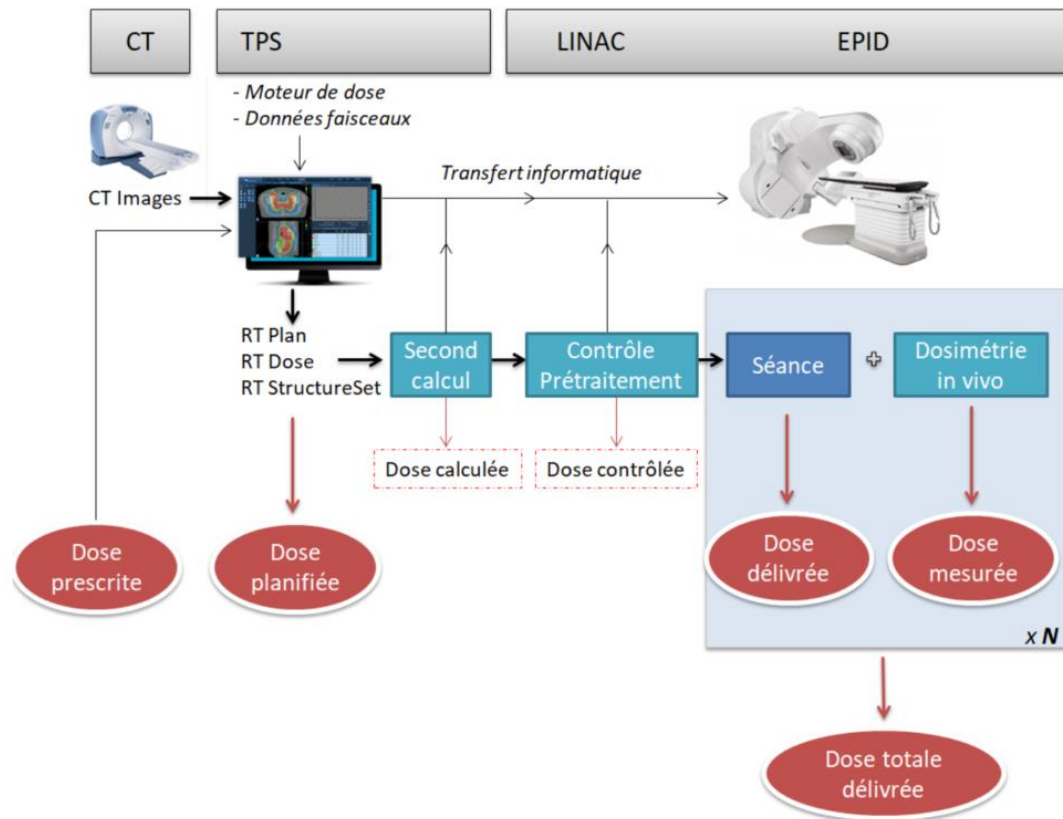 CT
TPS
LINAC
EPID
- Moteur de dose
- Données faisceaux
Transfert informatique
CT Images
RT Plan
RT Dose
RT StructureSet
Second
calcul
Contrôle
Prétraitement
Séance
Dosimétrie
in vivo
Dose calculée
Dose contrôlée
Dose
prescrite
Dose
planifiée
Dose
délivrée
Dose
mesurée
x N
Dose totale
délivrée